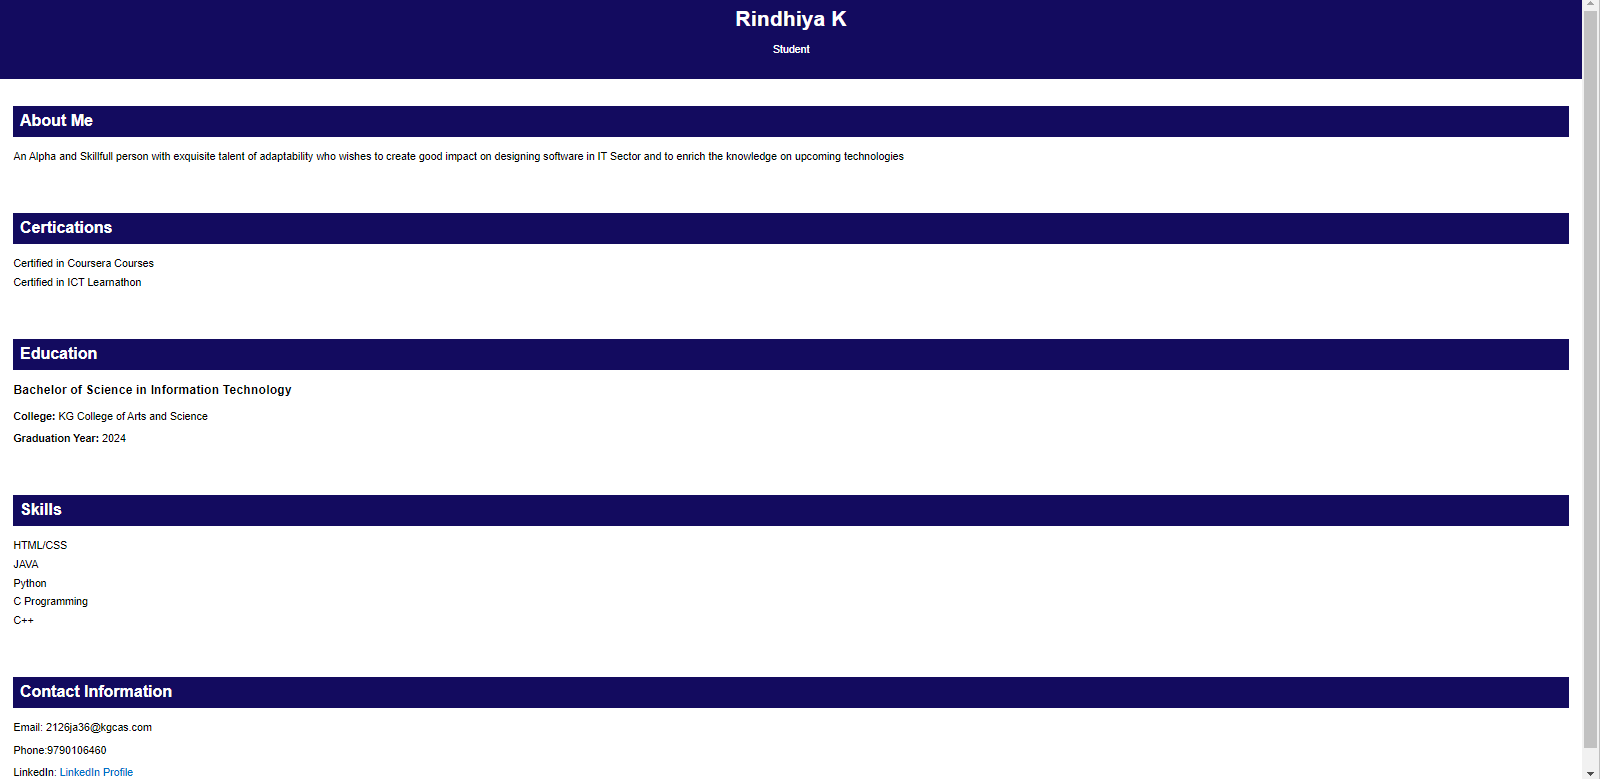 Rindhiya K
Student
About Me
An Alpha and Skillfull person with exquisite talent of adaptability who wishes to create good impact on designing software in IT Sector and to enrich the knowledge on upcoming technologies
Certications
Certified in Coursera Courses
Certified in ICT Learnathon
Education
Bachelor of Science in Information Technology
College: KG College of Arts and Science
Graduation Year: 2024
Skills
HTML/CSS
JAVA
Python
C Programming
C++
Contact Information
Email: 2126ja36@kgcas.com
Phone:9790106460
LinkedIn: LinkedIn Profile